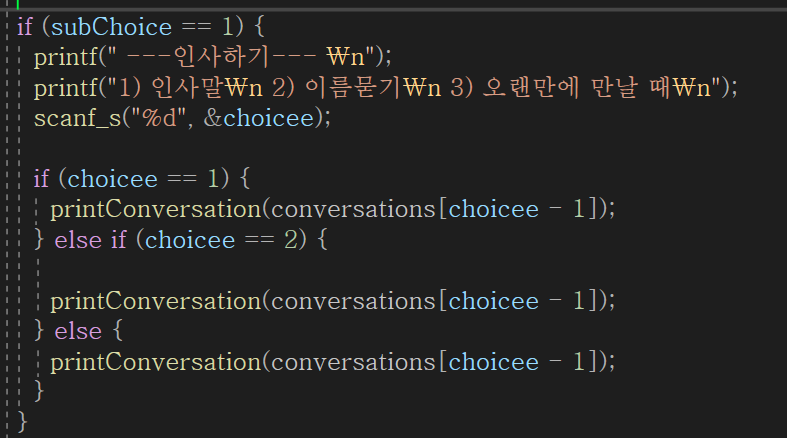 if (subChoice == 1) {
printf(" ---인사하기--- ₩n");
printf("1) 인사말₩n 2) 이름묻기₩n 3) 오랜만에 만날 때₩n");
scanf_s("%d", &choicee);
if (choicee == 1) {
printConversation(conversations[choicee - 1]);
} else if (choicee == 2) {
printConversation(conversations[choicee - 1]);
} else {
printConversation(conversations[choicee - 1]);
}
}